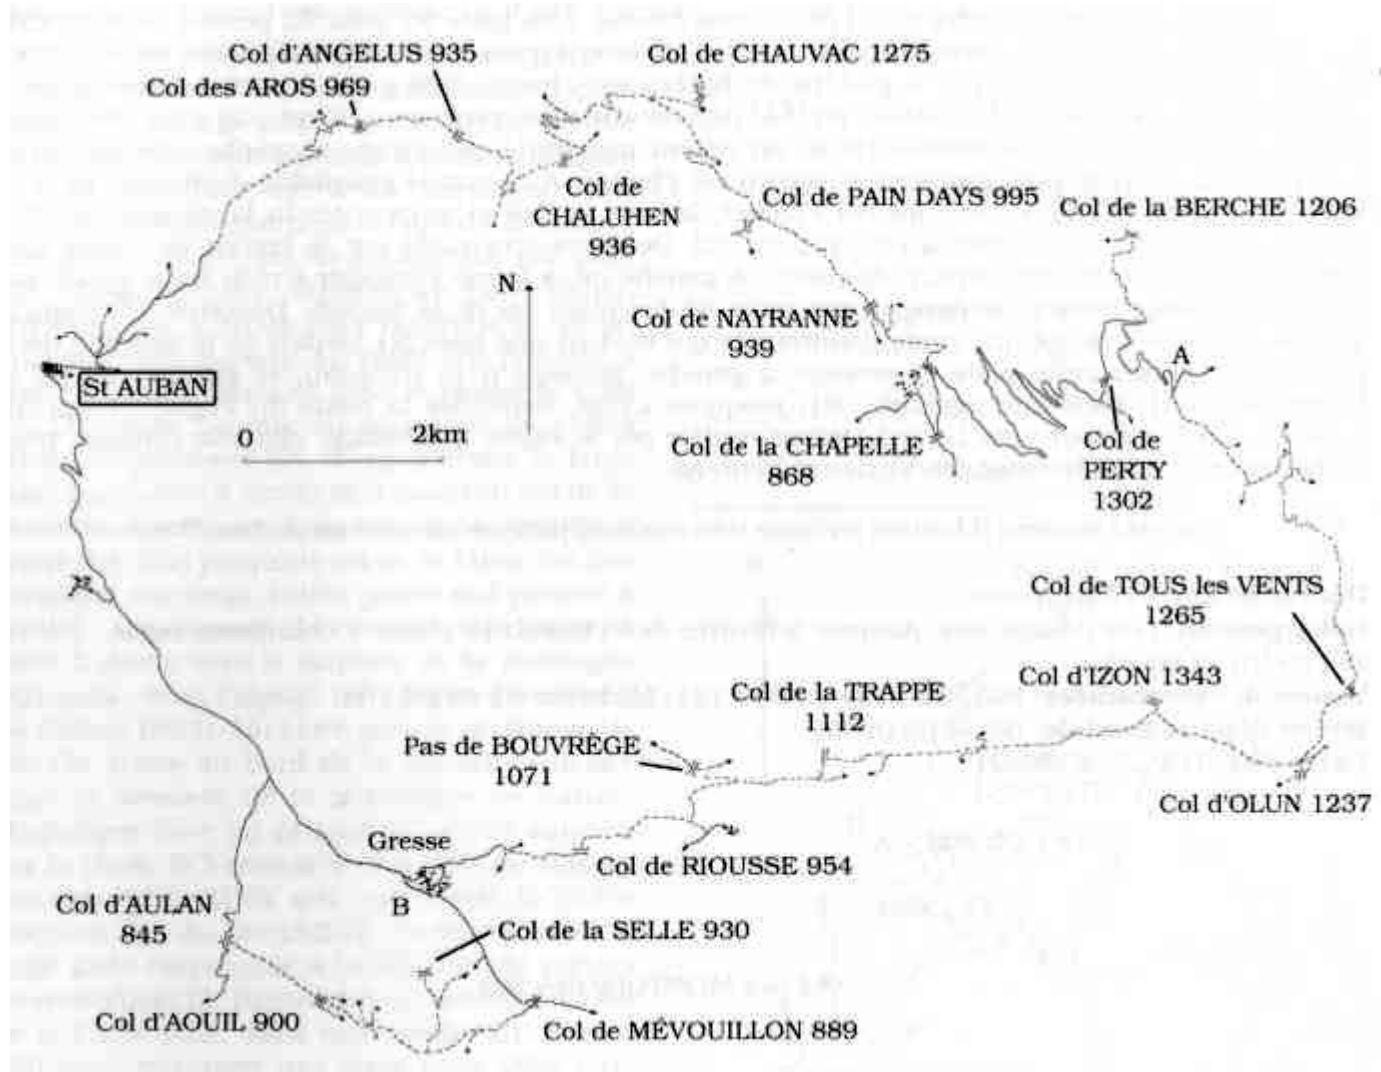 Col d'ANGELUS 935
Col de CHAUVAC 1275
Col des AROS 969
Col de
CHALUHEN
936
Col de PAIN DAYS 995
Col de la BERCHE 1206
N
Col de NAYRANNE
939
A
St AUBAN
0 2km
Col de la CHAPELLE
868
Col de
PERTY
1302
Col de TOUS les VENTS
1265
Col d'IZON 1343
Col de la TRAPPE
1112
Pas de BOUVRÈGE
1071
Col d'OLUN 1237
Gresse
Col de RIOUSSE 954
B
Col d'AULAN
845
Col de la SELLE 930
Col d'AOUIL 900
Col de MÉVOUILLON 889